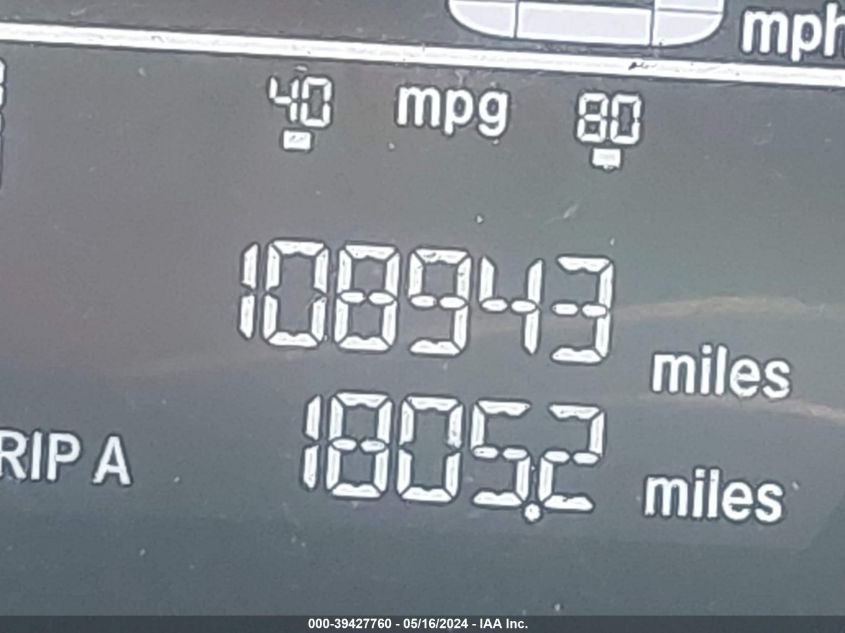 mph
40 mpg 80
108943 miles
RIP A 1805.2 miles
000-39427760 - 05/16/2024 - IAA Inc.